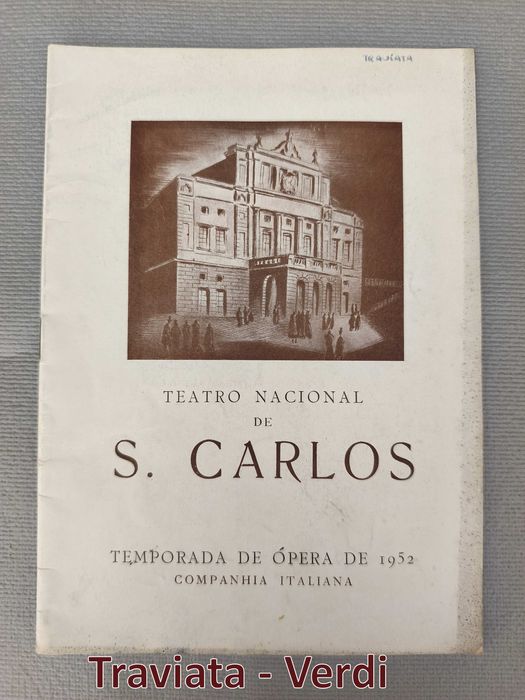 TRAVIATA
TEATRO NACIONAL
DE
S. CARLOS
TEMPORADA DE ÓPERA DE 1952
COMPANHIA ITALIANA
Traviata - Verdi